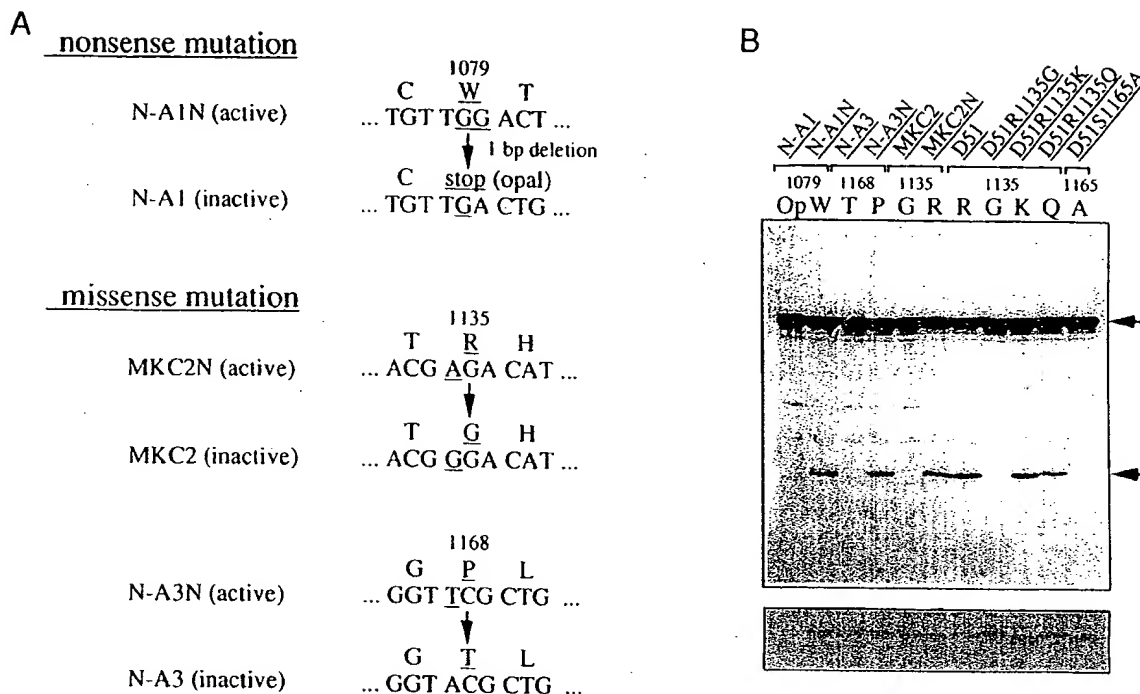 A
nonsense mutation
1079
C W T
N-A1N (active) ... TGT TGG ACT ...
1 bp deletion
C stop (opal)
N-A1 (inactive) ... TGT TGA CTG ...
missense mutation
1135
T R H
MKC2N (active) ... ACG AGA CAT ...
T G H
MKC2 (inactive) ... ACG GGA CAT ...
1168
G P L
N-A3N (active) ... GGT TCG CTG ...
G T L
N-A3 (inactive) ... GGT ACG CTG ...
B
N-A1 N-A1N N-A3 N-A3N MKC2 MKC2N D51 D51R1135G D51R1135K D51R1135Q D51S1165A
1079 1168 1135 1135 1165
Op W T P G R R G K Q A